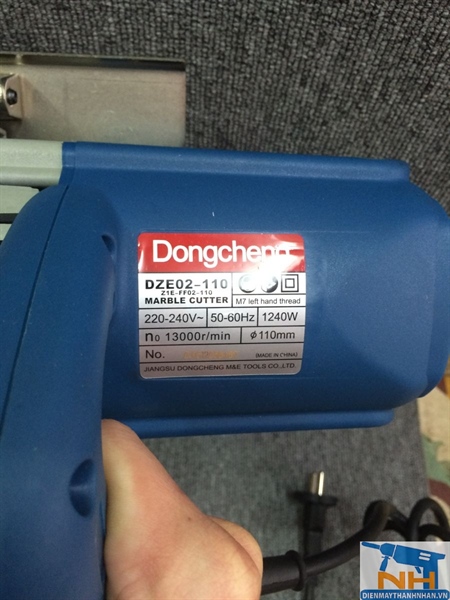 Dongcheng
DZE02-110
Z1E-FF02-110
MARBLE CUTTER
M7 left hand thread
220-240V~ 50-60Hz 1240W
n0 13000r/min ϕ110mm
No. (MADE IN CHINA)
JIANGSU DONGCHENG M&E TOOLS CO.,LTD.
NH
DIENMAYTHANHNHAN.VN